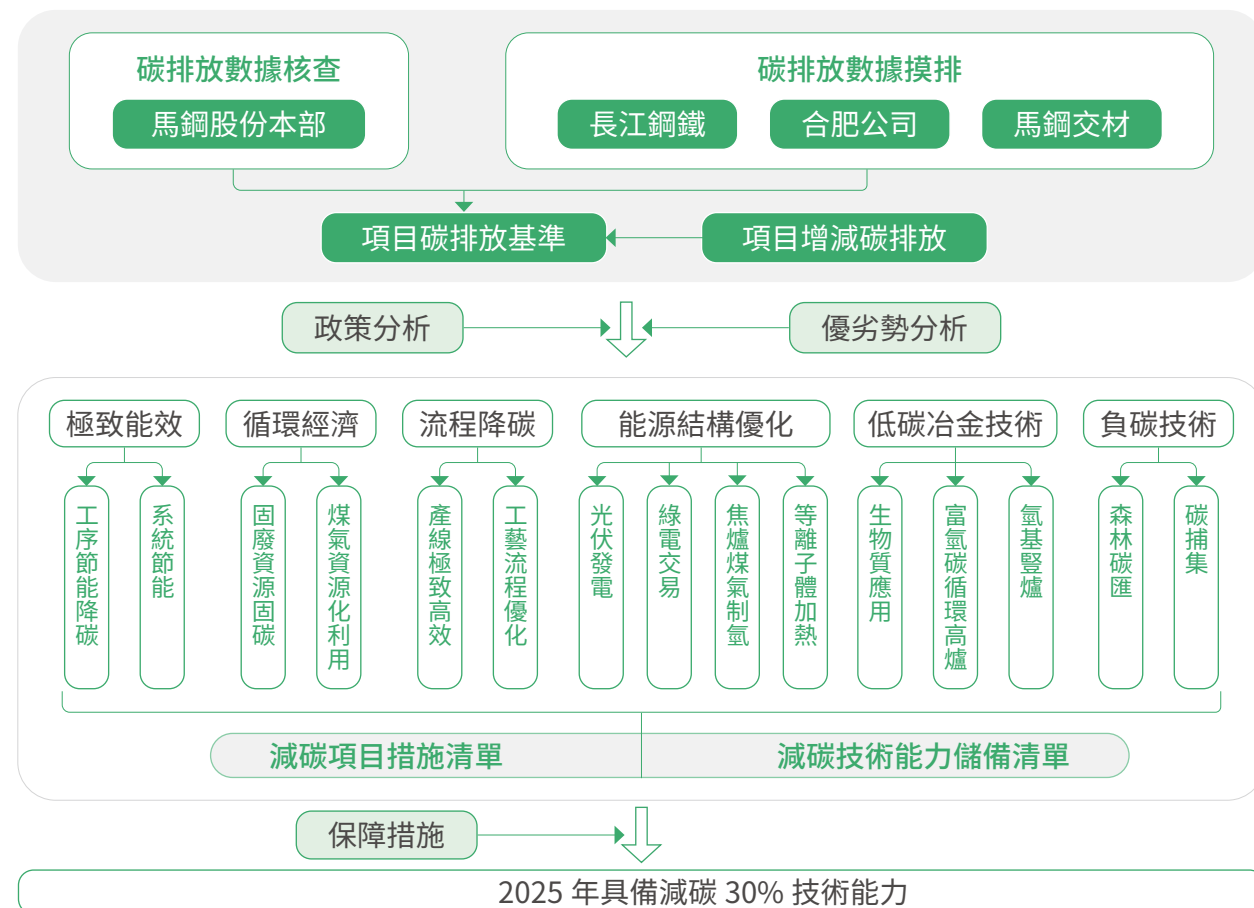 碳排放數據核查
馬鋼股份本部
碳排放數據摸排
長江鋼鐵
合肥公司
馬鋼交材
項目碳排放基準
項目增減碳排放
政策分析
優劣勢分析
極致能效
工序節能降碳
系統節能
循環經濟
固廢資源固碳
煤氣資源化利用
流程降碳
產線極致高效
工藝流程優化
能源結構優化
光伏發電
綠電交易
焦爐煤氣制氫
等離子體加熱
低碳冶金技術
生物質應用
富氫碳循環高爐
氫基豎爐
負碳技術
森林碳匯
碳捕集
減碳項目措施清單
減碳技術能力儲備清單
保障措施
2025 年具備減碳 30% 技術能力